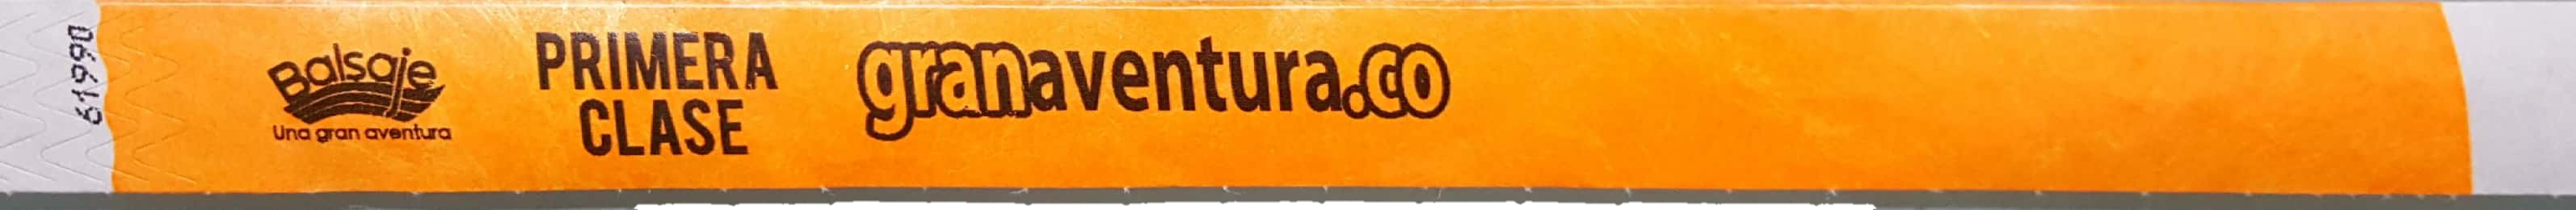 61990
Balsaje
Una gran aventura
PRIMERA
CLASE
granaventura.co